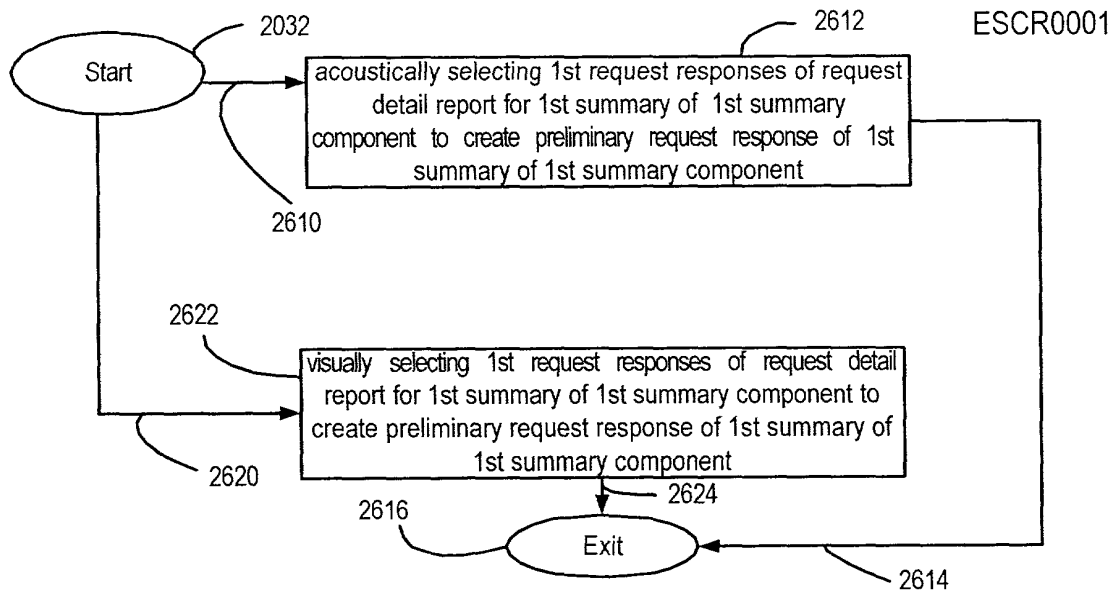 ESCR0001
2032
2612
Start
acoustically selecting 1st request responses of request
detail report for 1st summary of 1st summary
component to create preliminary request response of 1st
summary of 1st summary component
2610
2622
visually selecting 1st request responses of request detail
report for 1st summary of 1st summary component to
create preliminary request response of 1st summary of
1st summary component
2620
2624
2616
Exit
2614